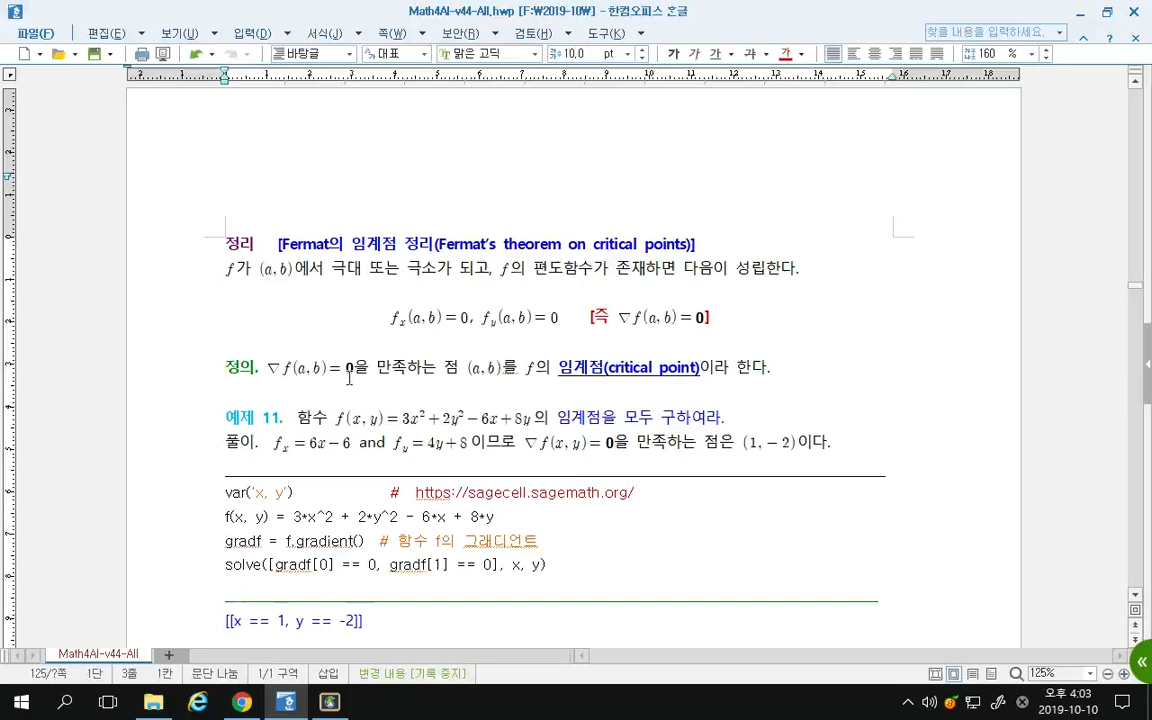 Math4AI-v44-All.hwp [F:₩2019-10₩] - 한컴오피스 한글
파일(F) 편집(E) 보기(U) 입력(D) 서식(J) 쪽(W) 보안(R) 검토(H) 도구(K) 찾을 내용을 입력하세요.
바탕글 대표 맑은 고딕 10.0 pt 가 가 가 가 가 160 %
정리 [Fermat의 임계점 정리(Fermat's theorem on critical points)]
f가 (a, b)에서 극대 또는 극소가 되고, f의 편도함수가 존재하면 다음이 성립한다.
f_x(a, b) = 0, f_y(a, b) = 0 [즉 ▽f(a, b) = 0]
정의. ▽f(a, b) = 0을 만족하는 점 (a, b)를 f의 임계점(critical point)이라 한다.
예제 11. 함수 f(x, y) = 3x² + 2y² − 6x + 8y의 임계점을 모두 구하여라.
풀이. f_x = 6x − 6 and f_y = 4y + 8이므로 ▽f(x, y) = 0을 만족하는 점은 (1, − 2)이다.
var('x, y') # https://sagecell.sagemath.org/
f(x, y) = 3*x^2 + 2*y^2 - 6*x + 8*y
gradf = f.gradient() # 함수 f의 그래디언트
solve([gradf[0] == 0, gradf[1] == 0], x, y)
[[x == 1, y == -2]]
Math4AI-v44-All
125/?쪽 1단 3줄 1칸 문단 나눔 1/1 구역 삽입 변경 내용 [기록 중지] 125%
오후 4:03
2019-10-10